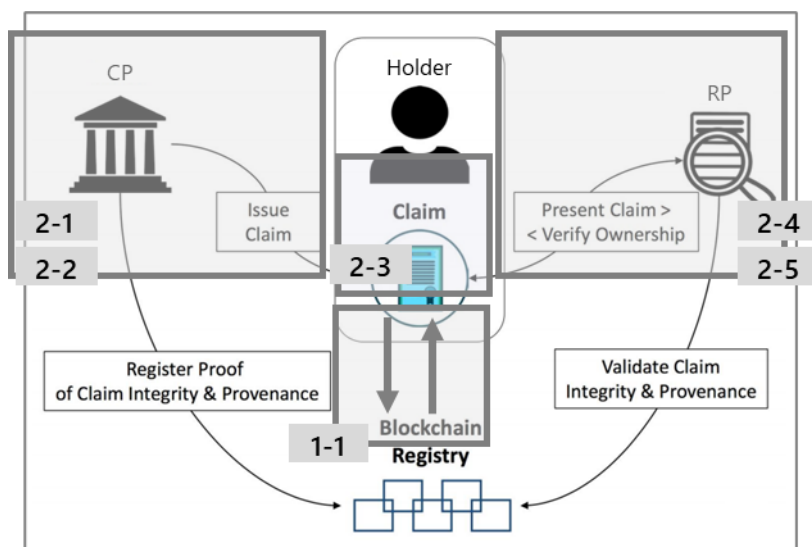 CP
Holder
RP
Issue
Claim
Claim
Present Claim >
< Verify Ownership
2-1
2-2
2-3
2-4
2-5
Register Proof
of Claim Integrity & Provenance
Validate Claim
Integrity & Provenance
1-1
Blockchain
Registry